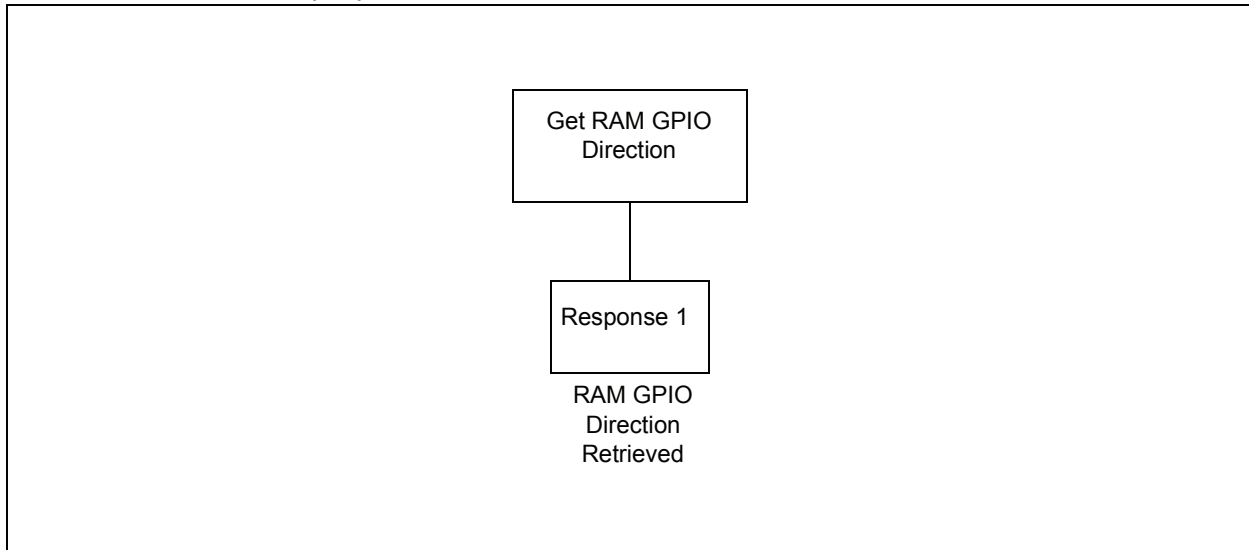 Get RAM GPIO
Direction
Response 1
RAM GPIO
Direction
Retrieved